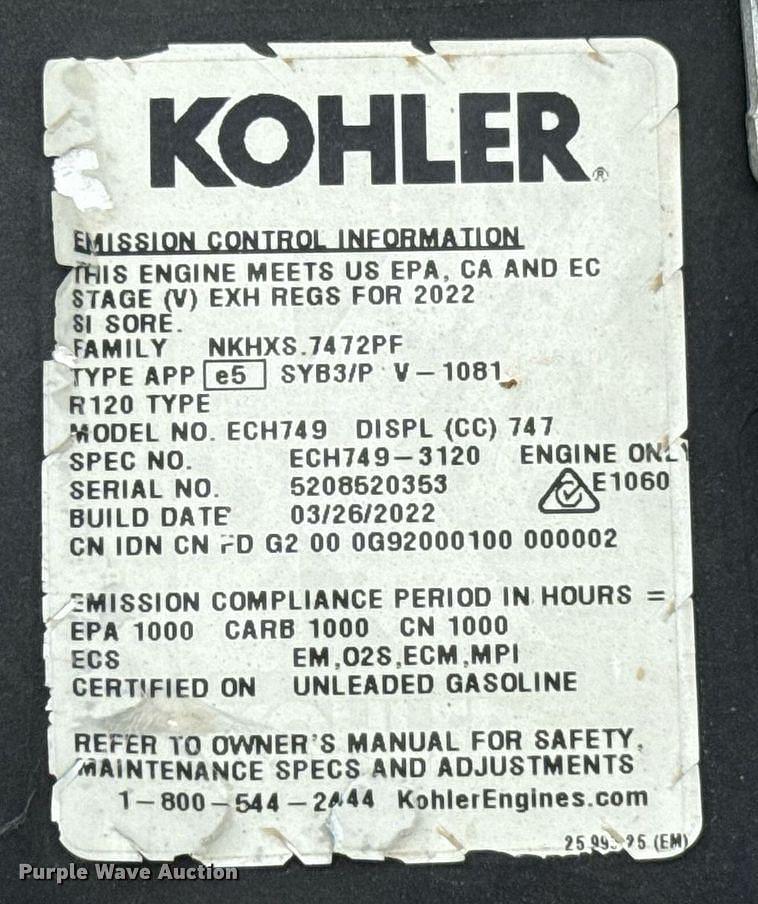 KOHLER®
EMISSION CONTROL INFORMATION
THIS ENGINE MEETS US EPA, CA AND EC
STAGE (V) EXH REGS FOR 2022
SI SORE.
FAMILY NKHXS.7472PF
TYPE APP e5 SYB3/P V-1081
R120 TYPE
MODEL NO. ECH749 DISPL (CC) 747
SPEC NO. ECH749-3120 ENGINE ONLY
SERIAL NO. 5208520353 E1060
BUILD DATE 03/26/2022
CN IDN CN FD G2 00 0G92000100 000002
EMISSION COMPLIANCE PERIOD IN HOURS =
EPA 1000 CARB 1000 CN 1000
ECS EM,O2S,ECM,MPI
CERTIFIED ON UNLEADED GASOLINE
REFER TO OWNER'S MANUAL FOR SAFETY,
MAINTENANCE SPECS AND ADJUSTMENTS
1-800-544-2444 KohlerEngines.com
25 (EM)
Purple Wave Auction